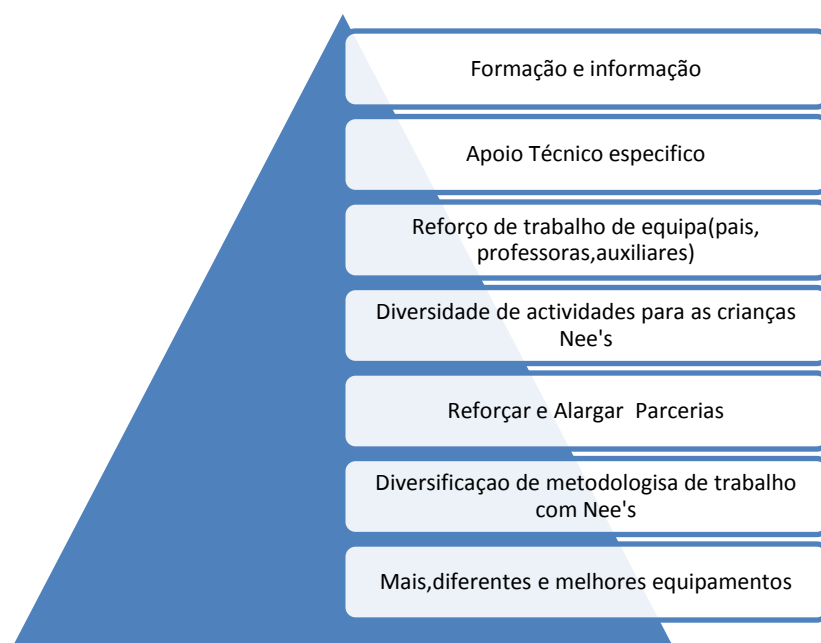 Formação e informação
Apoio Técnico especifico
Reforço de trabalho de equipa(pais,
professoras,auxiliares)
Diversidade de actividades para as crianças
Nee's
Reforçar e Alargar Parcerias
Diversificaçao de metodologisa de trabalho
com Nee's
Mais,diferentes e melhores equipamentos